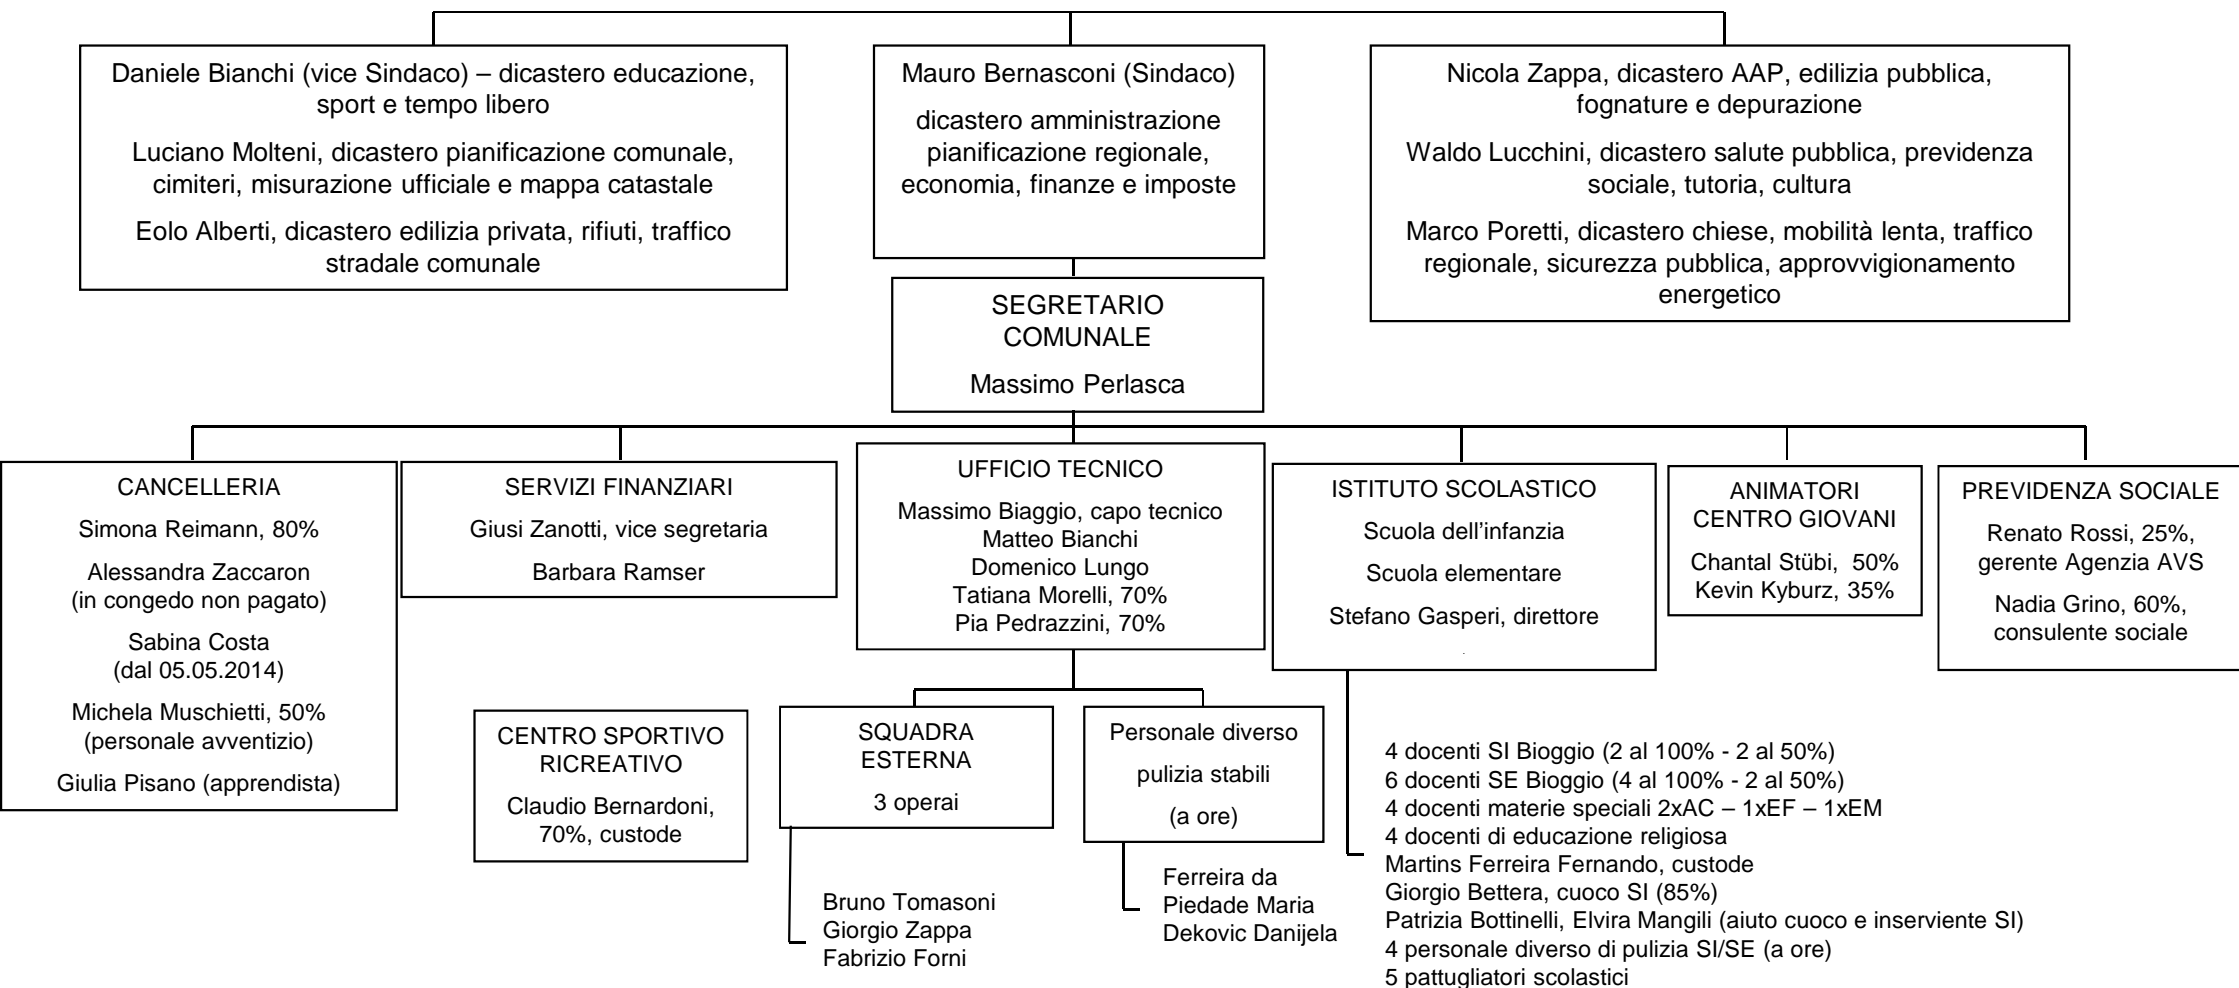 Daniele Bianchi (vice Sindaco) – dicastero educazione,
sport e tempo libero
Luciano Molteni, dicastero pianificazione comunale,
cimiteri, misurazione ufficiale e mappa catastale
Eolo Alberti, dicastero edilizia privata, rifiuti, traffico
stradale comunale
Mauro Bernasconi (Sindaco)
dicastero amministrazione
pianificazione regionale,
economia, finanze e imposte
Nicola Zappa, dicastero AAP, edilizia pubblica,
fognature e depurazione
Waldo Lucchini, dicastero salute pubblica, previdenza
sociale, tutoria, cultura
Marco Poretti, dicastero chiese, mobilità lenta, traffico
regionale, sicurezza pubblica, approvvigionamento
energetico
SEGRETARIO
COMUNALE
Massimo Perlasca
CANCELLERIA
Simona Reimann, 80%
Alessandra Zaccaron
(in congedo non pagato)
Sabina Costa
(dal 05.05.2014)
Michela Muschietti, 50%
(personale avventizio)
Giulia Pisano (apprendista)
SERVIZI FINANZIARI
Giusi Zanotti, vice segretaria
Barbara Ramser
UFFICIO TECNICO
Massimo Biaggio, capo tecnico
Matteo Bianchi
Domenico Lungo
Tatiana Morelli, 70%
Pia Pedrazzini, 70%
ISTITUTO SCOLASTICO
Scuola dell'infanzia
Scuola elementare
Stefano Gasperi, direttore
.
ANIMATORI
CENTRO GIOVANI
Chantal Stübi, 50%
Kevin Kyburz, 35%
PREVIDENZA SOCIALE
Renato Rossi, 25%,
gerente Agenzia AVS
Nadia Grino, 60%,
consulente sociale
CENTRO SPORTIVO
RICREATIVO
Claudio Bernardoni,
70%, custode
SQUADRA
ESTERNA
3 operai
Personale diverso
pulizia stabili
(a ore)
Bruno Tomasoni
Giorgio Zappa
Fabrizio Forni
Ferreira da
Piedade Maria
Dekovic Danijela
4 docenti SI Bioggio (2 al 100% - 2 al 50%)
6 docenti SE Bioggio (4 al 100% - 2 al 50%)
4 docenti materie speciali 2xAC – 1xEF – 1xEM
4 docenti di educazione religiosa
Martins Ferreira Fernando, custode
Giorgio Bettera, cuoco SI (85%)
Patrizia Bottinelli, Elvira Mangili (aiuto cuoco e inserviente SI)
4 personale diverso di pulizia SI/SE (a ore)
5 pattugliatori scolastici